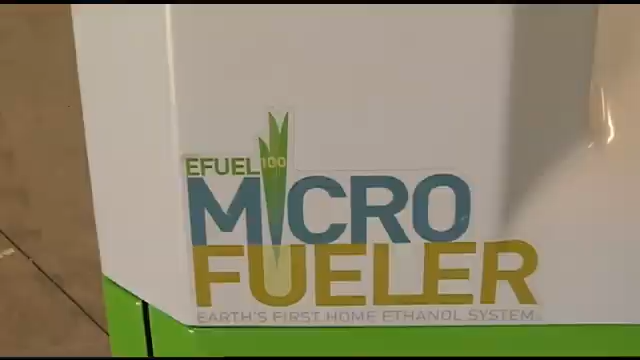 EFUEL100
MICRO
FUELER
EARTH'S FIRST HOME ETHANOL SYSTEM